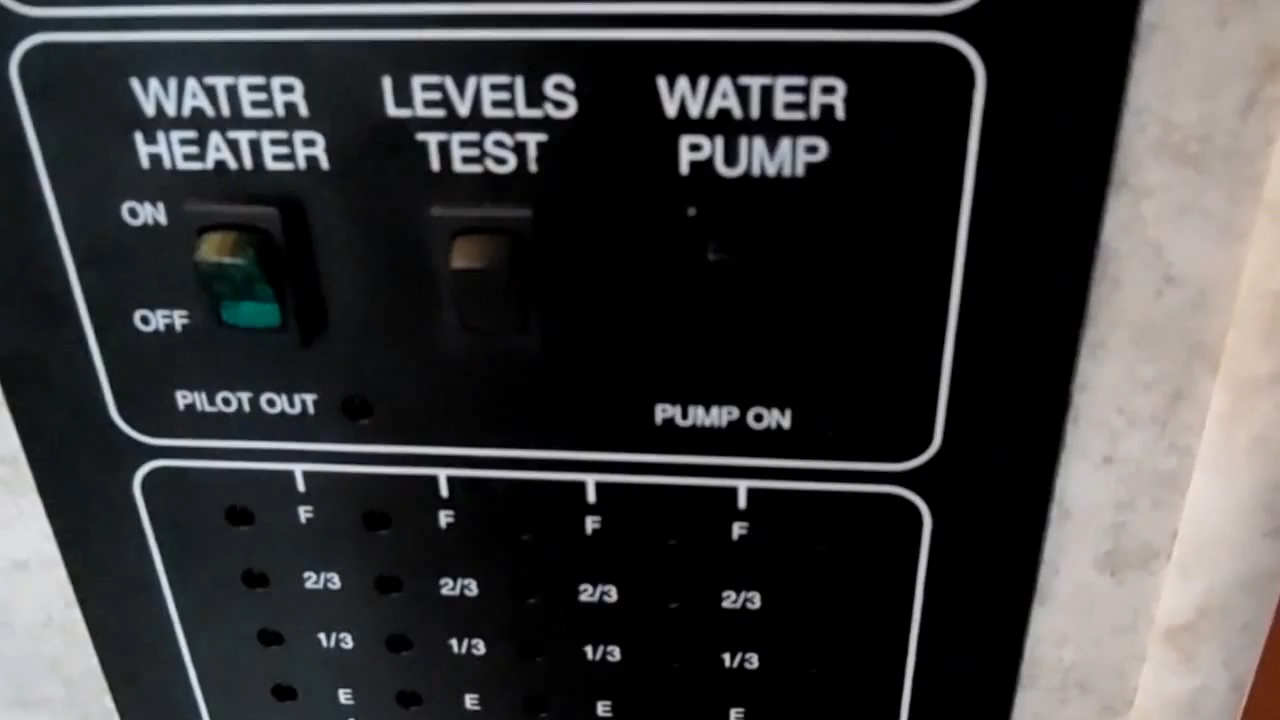 WATER HEATER
LEVELS TEST
WATER PUMP
ON
OFF
PILOT OUT
PUMP ON
F F F F
2/3 2/3 2/3 2/3
1/3 1/3 1/3 1/3
E E E E